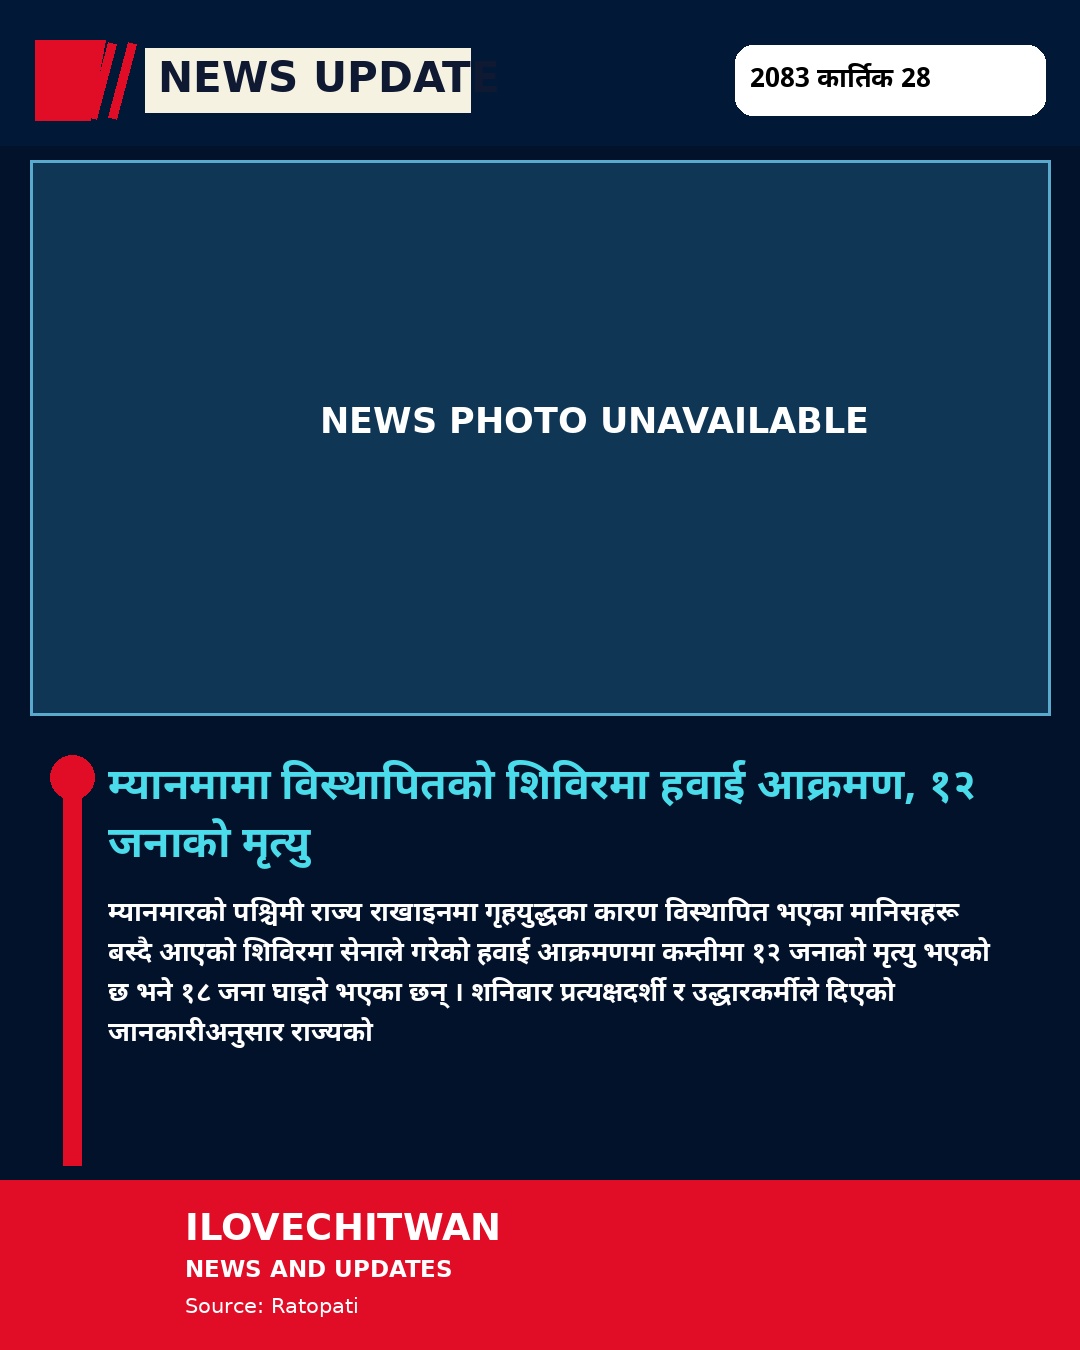 NEWS UPDATE
2083 कार्तिक 28
NEWS PHOTO UNAVAILABLE
म्यानमामा विस्थापितको शिविरमा हवाई आक्रमण, १२
जनाको मृत्यु
म्यानमारको पश्चिमी राज्य राखाइनमा गृहयुद्धका कारण विस्थापित भएका मानिसहरू
बस्दै आएको शिविरमा सेनाले गरेको हवाई आक्रमणमा कम्तीमा १२ जनाको मृत्यु भएको
छ भने १८ जना घाइते भएका छन् । शनिबार प्रत्यक्षदर्शी र उद्धारकर्मीले दिएको
जानकारीअनुसार राज्यको
ILOVECHITWAN
NEWS AND UPDATES
Source: Ratopati